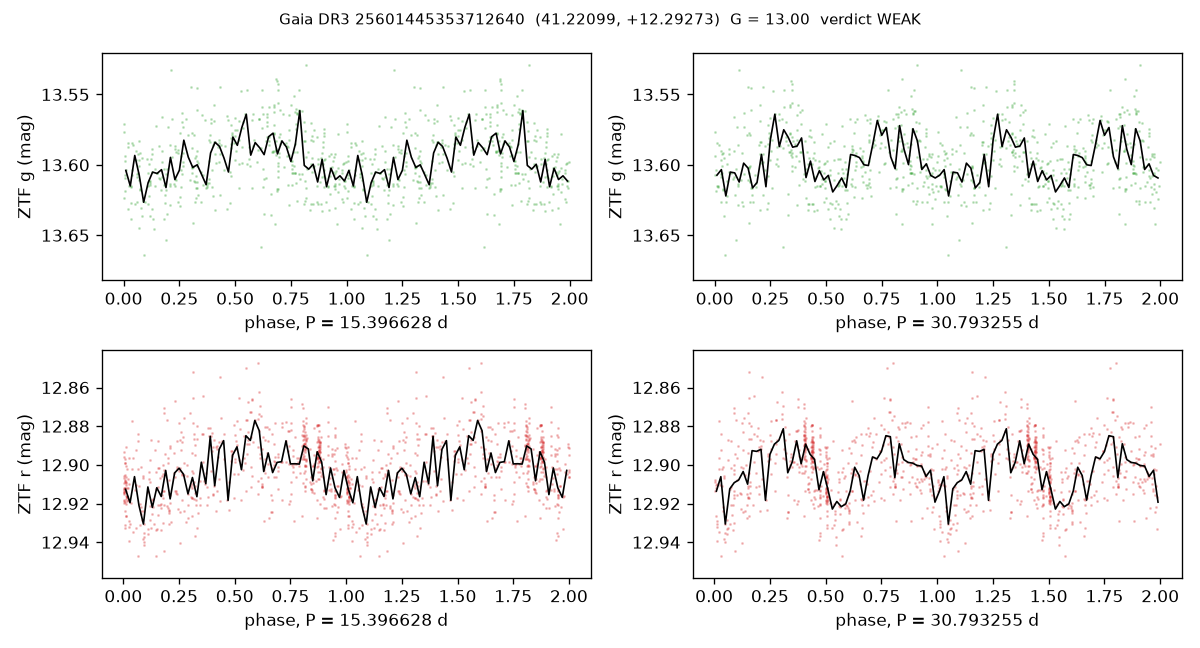 Gaia DR3 25601445353712640 (41.22099, +12.29273) G = 13.00 verdict WEAK
ZTF g (mag)
13.55
13.60
13.65
0.00 0.25 0.50 0.75 1.00 1.25 1.50 1.75 2.00
phase, P = 15.396628 d
ZTF g (mag)
13.55
13.60
13.65
0.00 0.25 0.50 0.75 1.00 1.25 1.50 1.75 2.00
phase, P = 30.793255 d
ZTF r (mag)
12.86
12.88
12.90
12.92
12.94
0.00 0.25 0.50 0.75 1.00 1.25 1.50 1.75 2.00
phase, P = 15.396628 d
ZTF r (mag)
12.86
12.88
12.90
12.92
12.94
0.00 0.25 0.50 0.75 1.00 1.25 1.50 1.75 2.00
phase, P = 30.793255 d